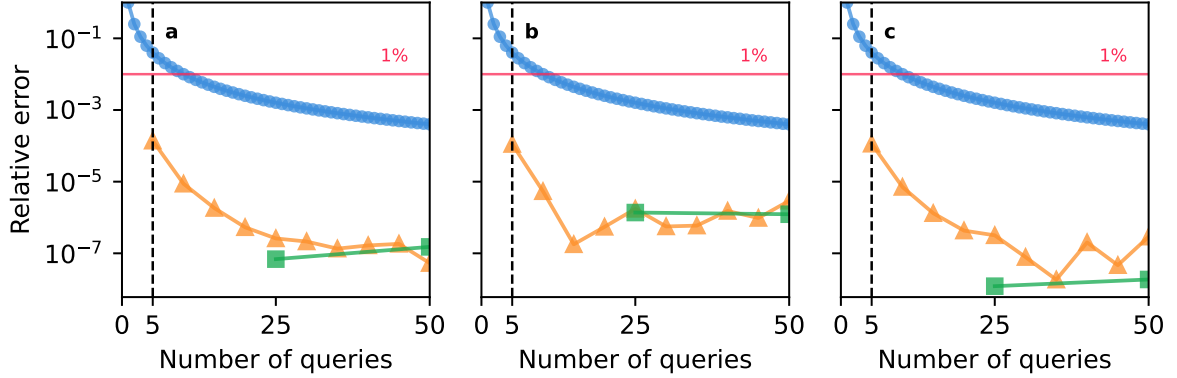 a
b
c
1%
1%
1%
10⁻¹
10⁻³
10⁻⁵
10⁻⁷
Relative error
0 5 25 50
0 5 25 50
0 5 25 50
Number of queries
Number of queries
Number of queries